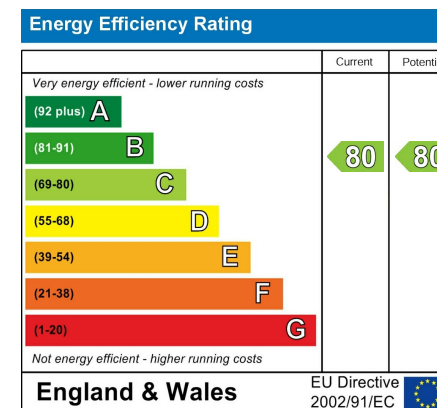 Energy Efficiency Rating
Current Potenti
Very energy efficient - lower running costs
(92 plus) A
(81-91) B
80 80
(69-80) C
(55-68) D
(39-54) E
(21-38) F
(1-20) G
Not energy efficient - higher running costs
England & Wales
EU Directive
2002/91/EC